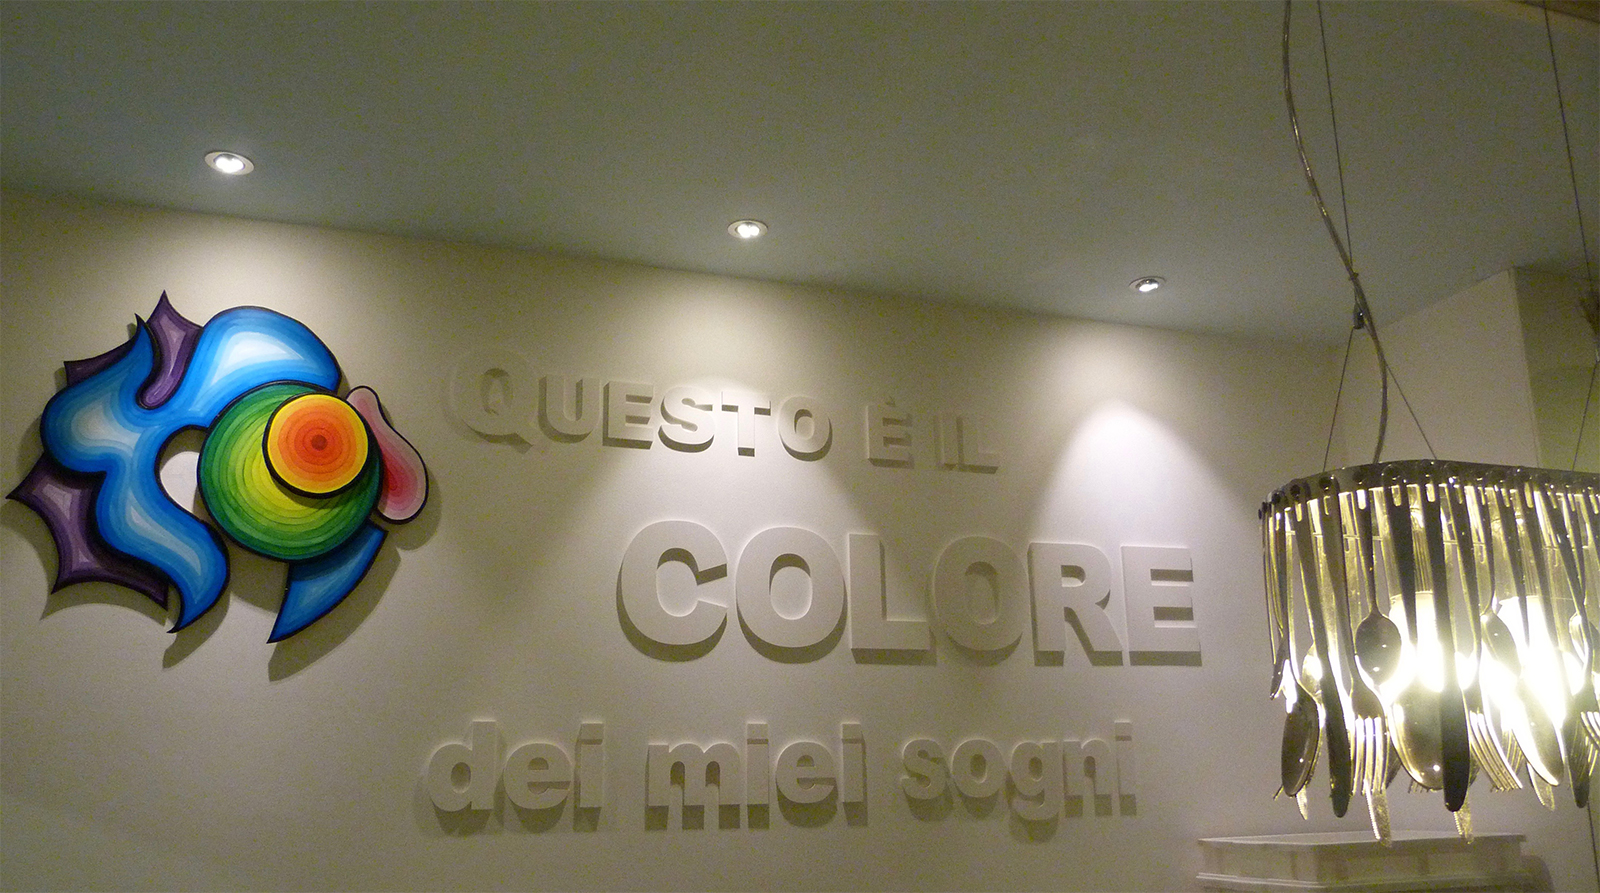 QUESTO È IL
COLORE
dei miei sogni